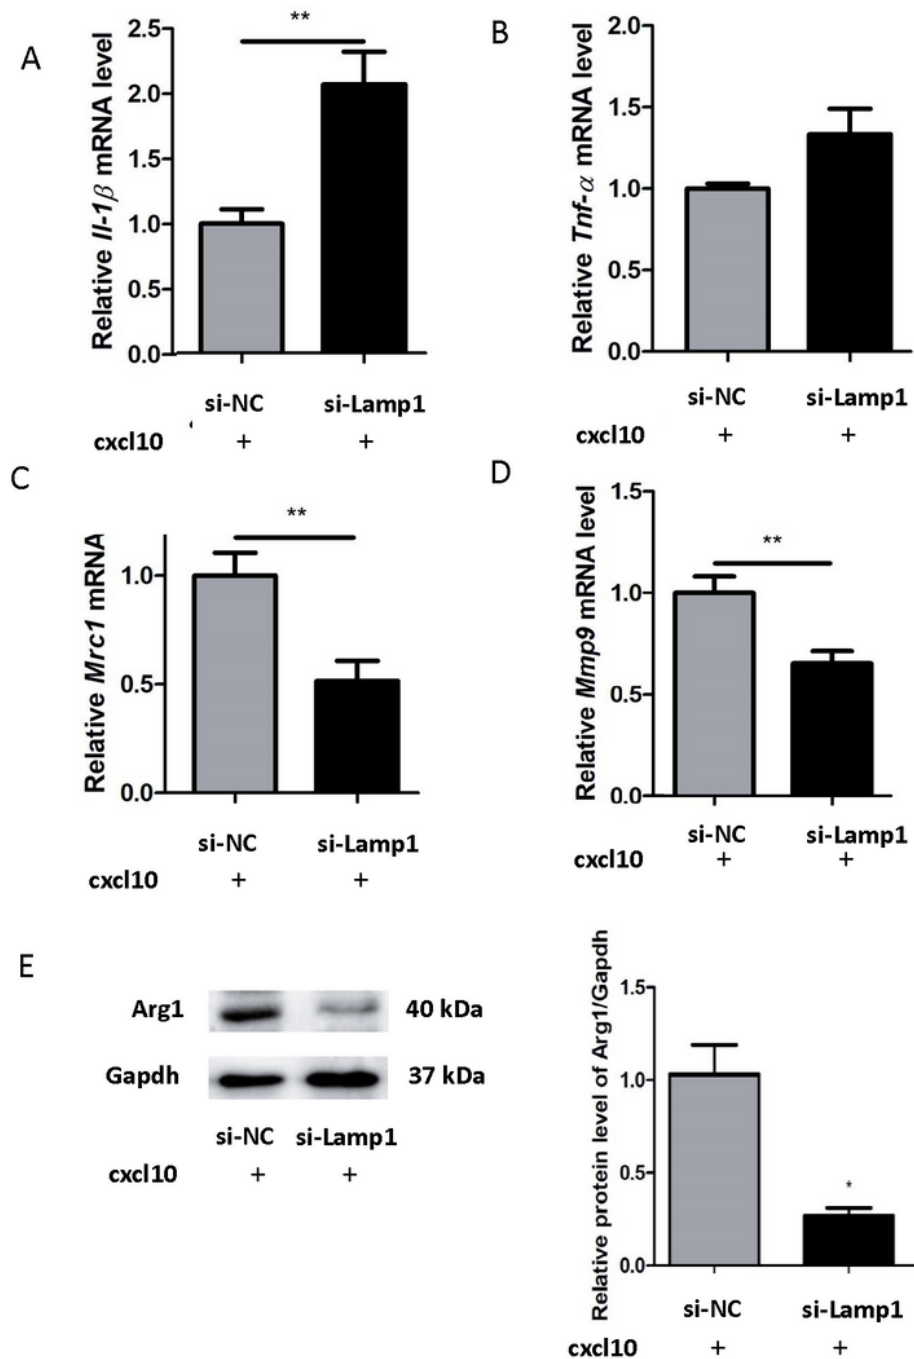 A
Relative Il-1β mRNA level
2.5
2.0
1.5
1.0
0.5
0.0
**
si-NC si-Lamp1
cxcl10 + +
B
Relative Tnf-α mRNA level
2.0
1.5
1.0
0.5
0.0
si-NC si-Lamp1
cxcl10 + +
C
Relative Mrc1 mRNA
1.0
0.5
0.0
**
si-NC si-Lamp1
cxcl10 + +
D
Relative Mmp9 mRNA level
1.5
1.0
0.5
0.0
**
si-NC si-Lamp1
cxcl10 + +
E
Arg1 40 kDa
Gapdh 37 kDa
si-NC si-Lamp1
cxcl10 + +
Relative protein level of Arg1/Gapdh
1.5
1.0
0.5
0.0
*
si-NC si-Lamp1
cxcl10 + +